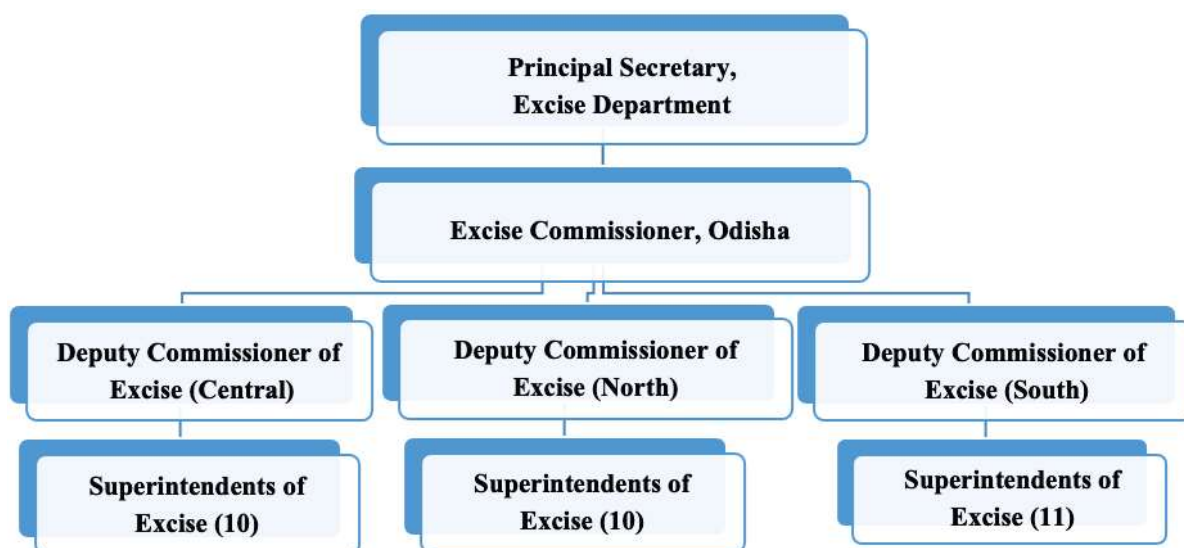 Principal Secretary,
Excise Department
Excise Commissioner, Odisha
Deputy Commissioner of
Excise (Central)
Deputy Commissioner of
Excise (North)
Deputy Commissioner of
Excise (South)
Superintendents of
Excise (10)
Superintendents of
Excise (10)
Superintendents of
Excise (11)